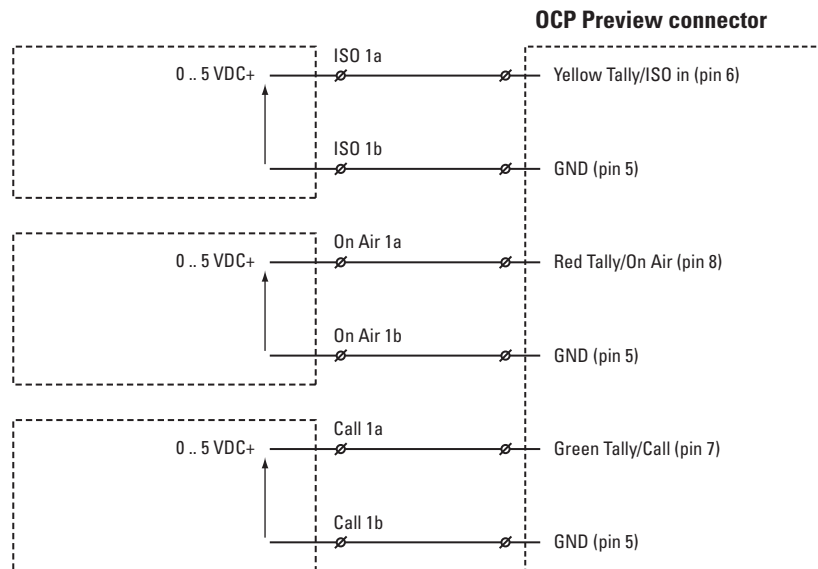 OCP Preview connector
ISO 1a
0 .. 5 VDC+
Yellow Tally/ISO in (pin 6)
ISO 1b
GND (pin 5)
On Air 1a
0 .. 5 VDC+
Red Tally/On Air (pin 8)
On Air 1b
GND (pin 5)
Call 1a
0 .. 5 VDC+
Green Tally/Call (pin 7)
Call 1b
GND (pin 5)